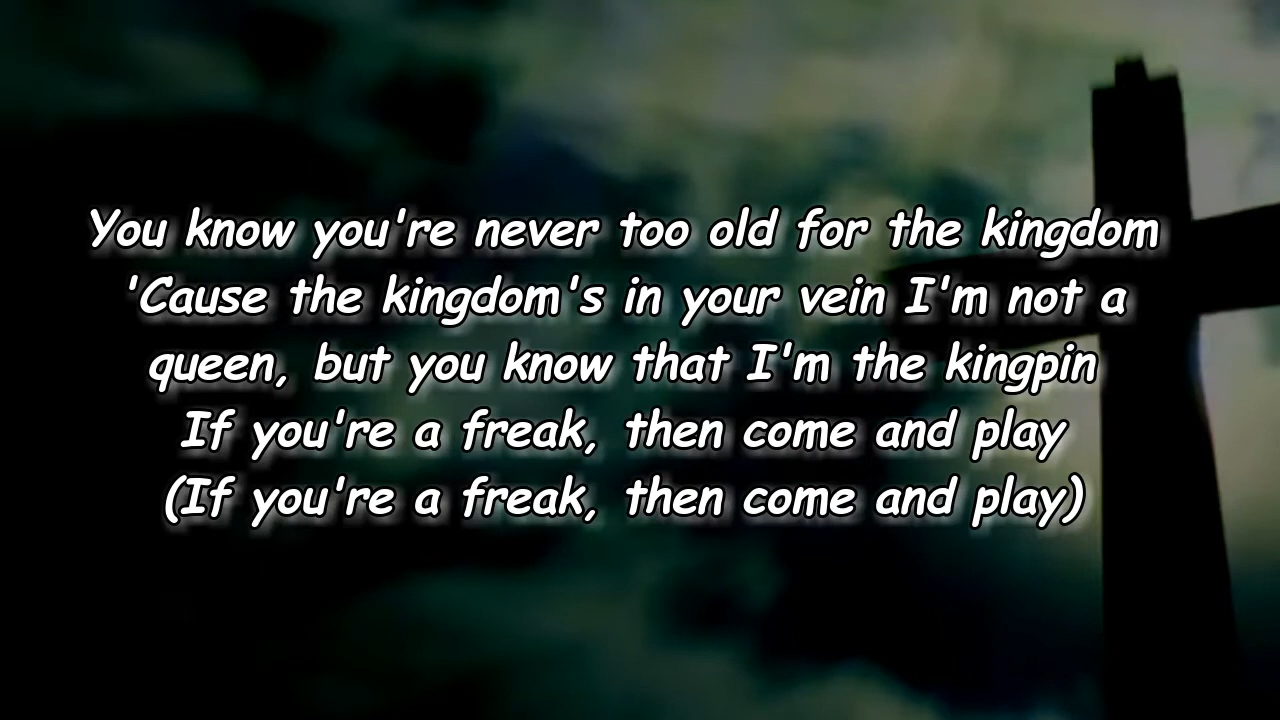 You know you're never too old for the kingdom
'Cause the kingdom's in your vein I'm not a
queen, but you know that I'm the kingpin
If you're a freak, then come and play
(If you're a freak, then come and play)